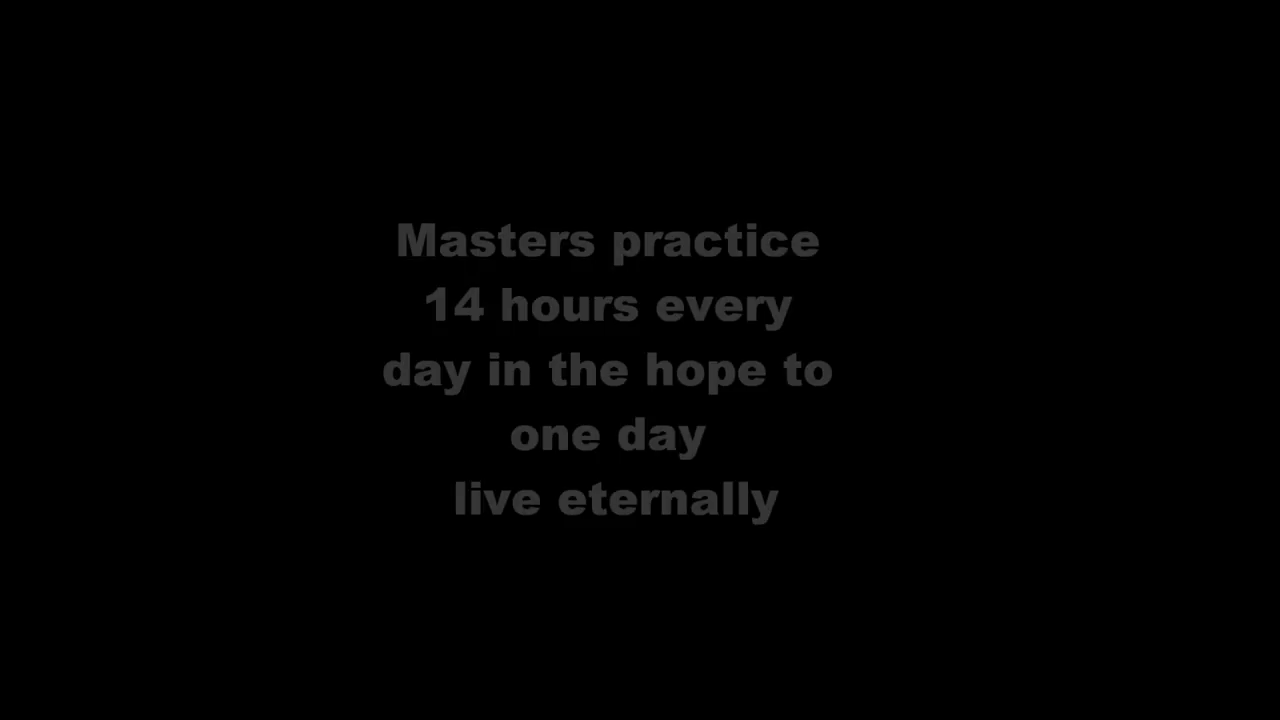 Masters practice
14 hours every
day in the hope to
one day
live eternally